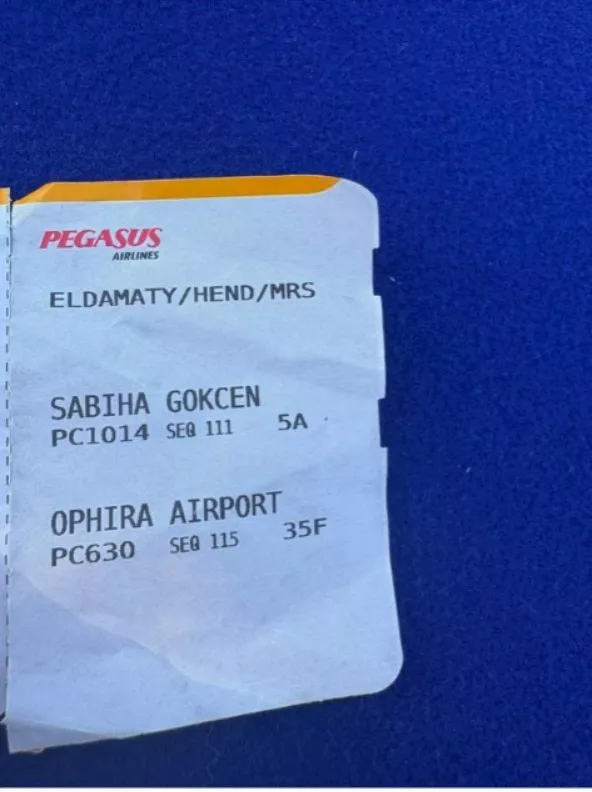 PEGASUS
AIRLINES
ELDAMATY/HEND/MRS
SABIHA GOKCEN
PC1014 SEQ 111 5A
OPHIRA AIRPORT
PC630 SEQ 115 35F